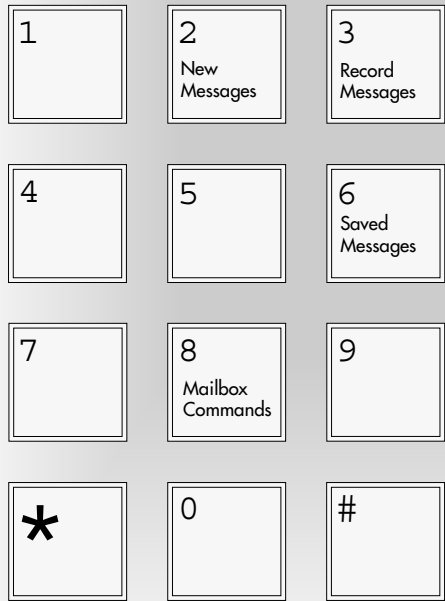 1
2
New
Messages
3
Record
Messages
4
5
6
Saved
Messages
7
8
Mailbox
Commands
9
*
0
#